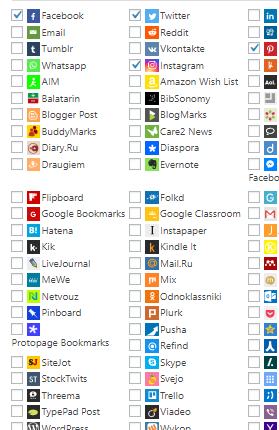 Facebook Twitter
Email Reddit
Tumblr Vkontakte
Whatsapp Instagram
AIM Amazon Wish List
Balatarin BibSonomy
Blogger Post BlogMarks
BuddyMarks Care2 News
Diary.Ru Diaspora
Draugiem Evernote
Facebo
Flipboard Folkd
Google Bookmarks Google Classroom
Hatena Instapaper
Kik Kindle It
LiveJournal Mail.Ru
MeWe Mix
Netvouz Odnoklassniki
Pinboard Plurk
Pusha
Protopage Bookmarks Refind
SiteJot Skype
StockTwits Svejo
Threema Trello
TypePad Post Viadeo
WordPress Wykop